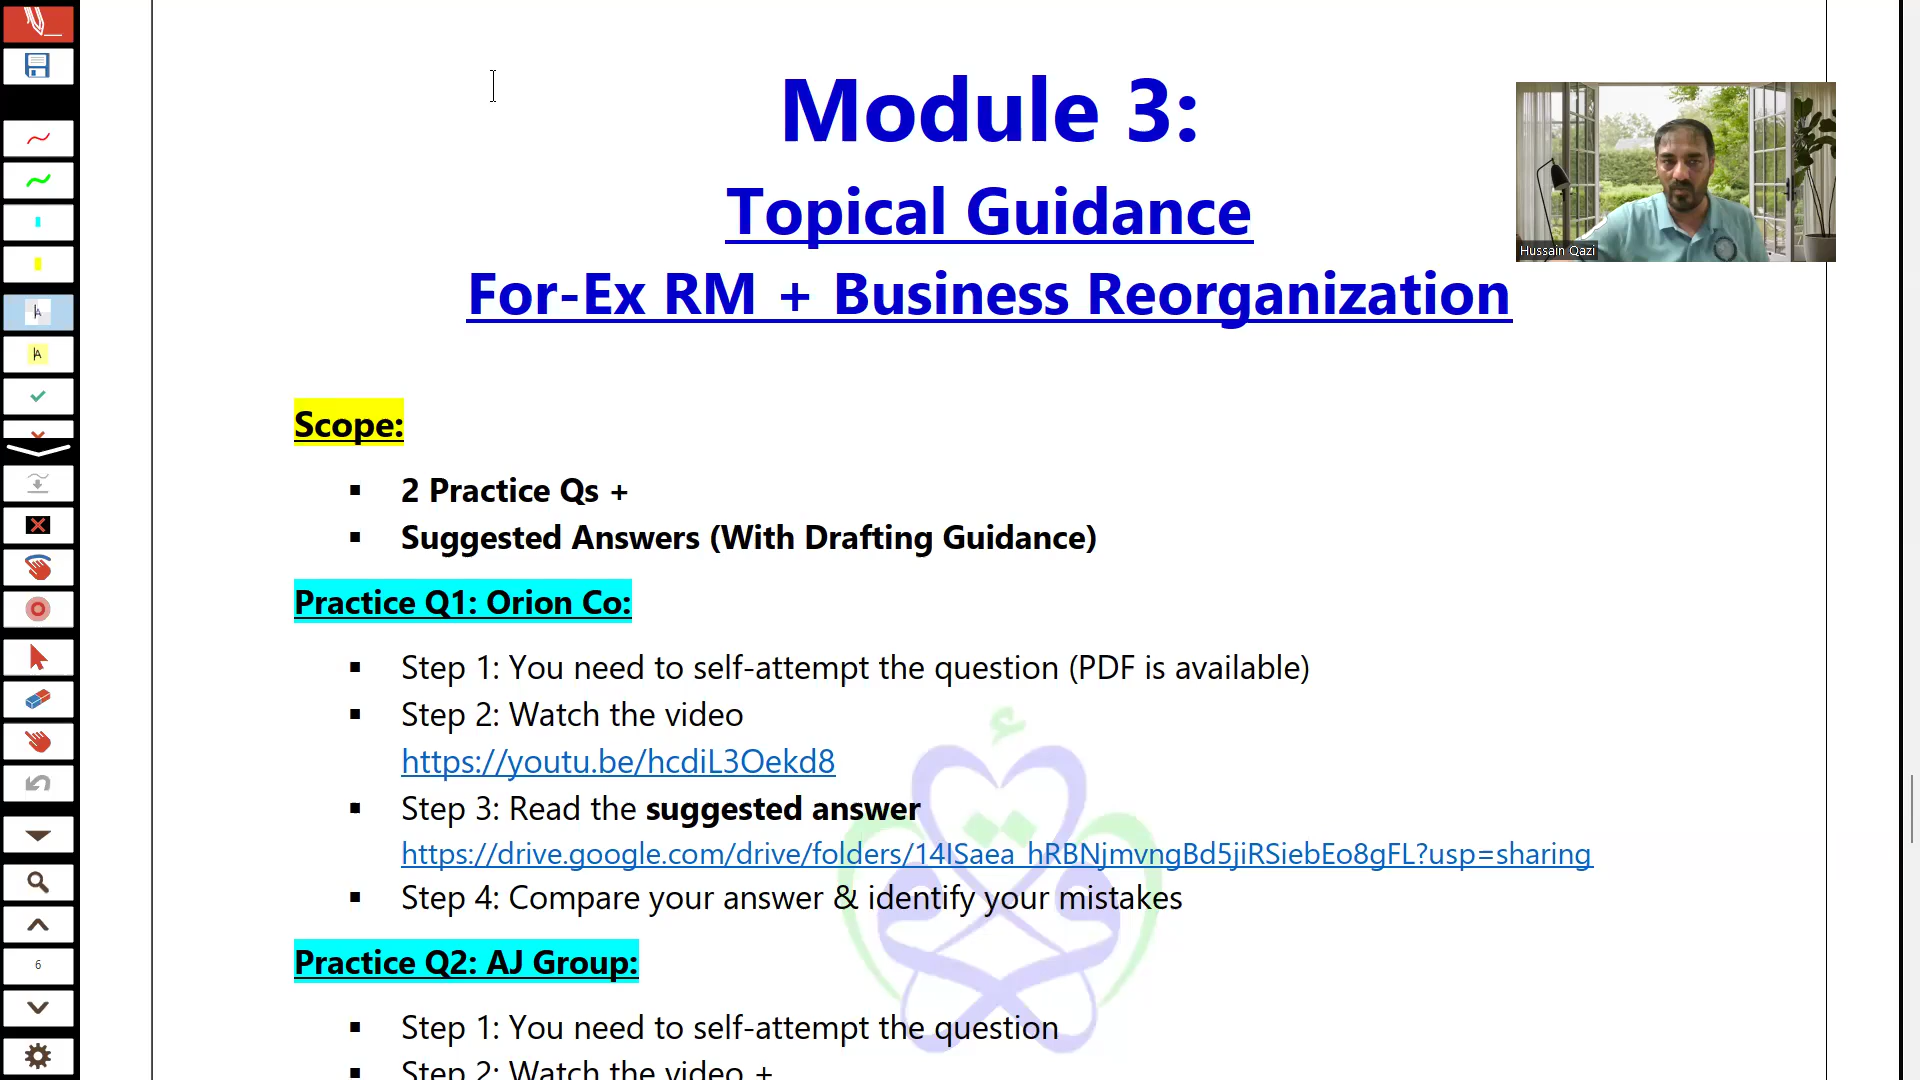 Module 3:
Topical Guidance
For-Ex RM + Business Reorganization
Hussain Qazi
Scope:
▪ 2 Practice Qs +
▪ Suggested Answers (With Drafting Guidance)
Practice Q1: Orion Co:
▪ Step 1: You need to self-attempt the question (PDF is available)
▪ Step 2: Watch the video
https://youtu.be/hcdiL3Oekd8
▪ Step 3: Read the suggested answer
https://drive.google.com/drive/folders/14ISaea_hRBNjmvngBd5jiRSiebEo8gFL?usp=sharing
▪ Step 4: Compare your answer & identify your mistakes
6
Practice Q2: AJ Group:
▪ Step 1: You need to self-attempt the question
▪ Step 2: Watch the video +